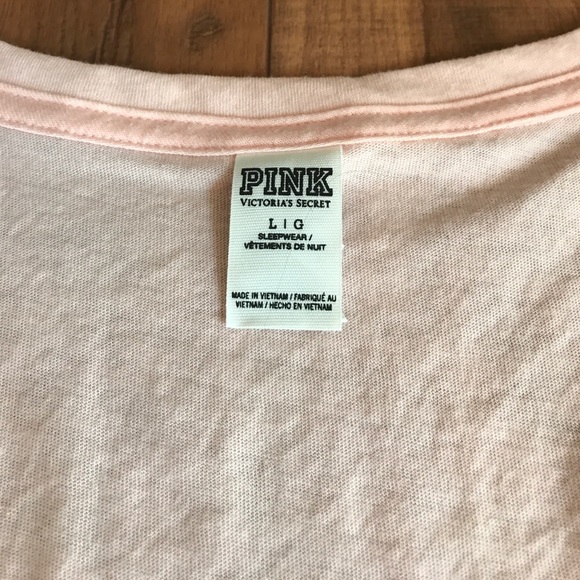 PINK
VICTORIA'S SECRET
L | G
SLEEPWEAR /
VÊTEMENTS DE NUIT
MADE IN VIETNAM / FABRIQUÉ AU
VIETNAM / HECHO EN VIETNAM